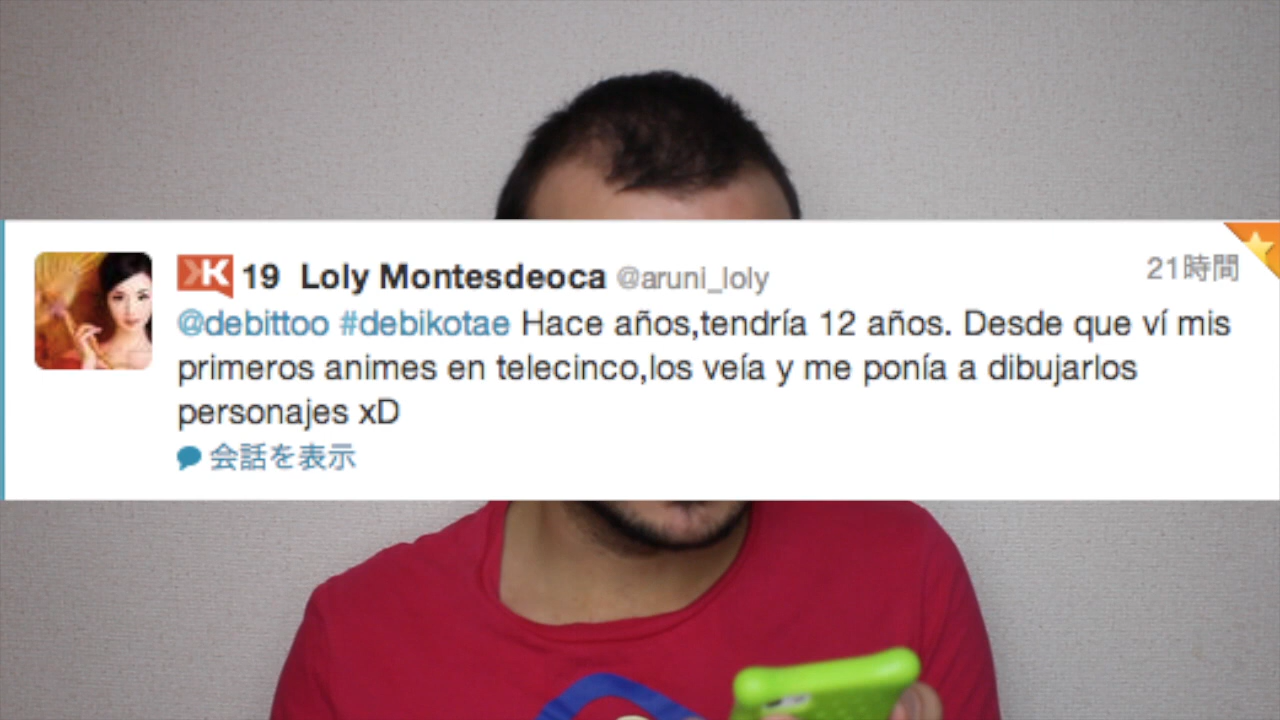 K 19 Loly Montesdeoca @aruni_loly 21時間
@debittoo #debikotae Hace años,tendría 12 años. Desde que ví mis
primeros animes en telecinco,los veía y me ponía a dibujarlos
personajes xD
会話を表示